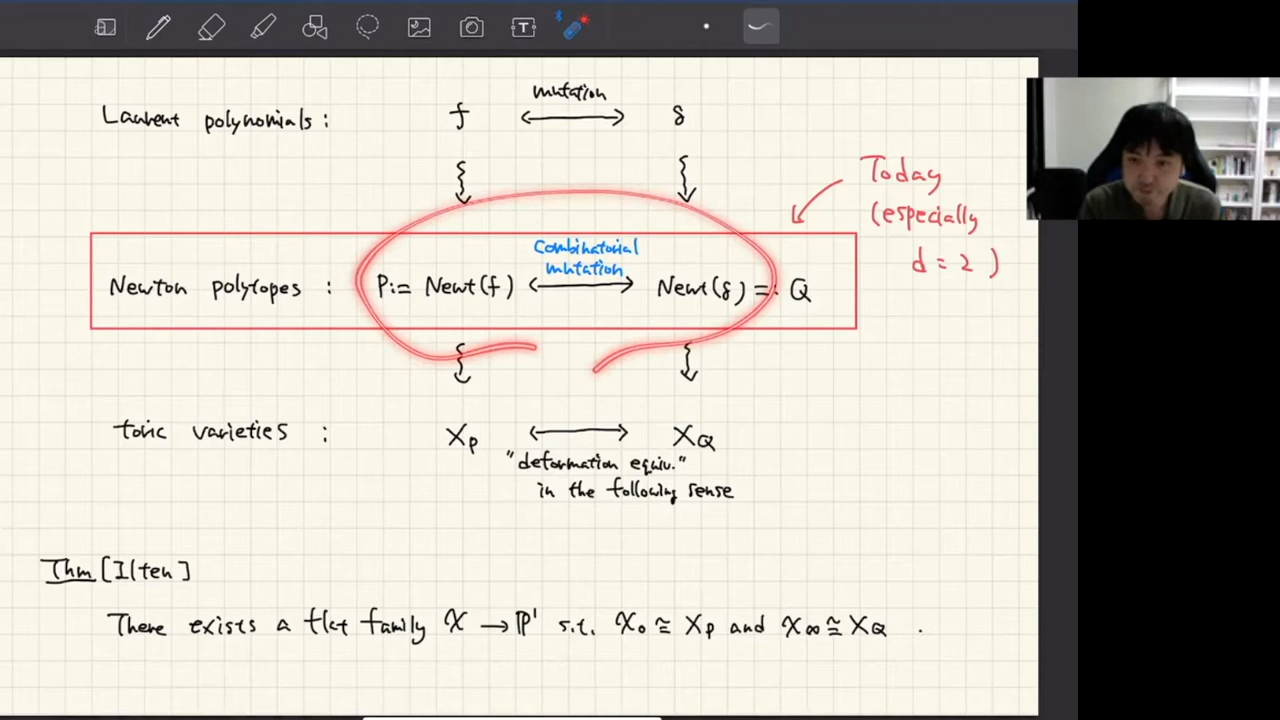 mutation
Laurent polynomials : f ⟷ g
Today
(especially
d = 2 )
Combinatorial
mutation
Newton polytopes : P := Newt(f) ⟷ Newt(g) =: Q
toric varieties : X_P ⟷ X_Q
"deformation equiv."
in the following sense
Thm [Ilten]
There exists a flat family 𝒳 → ℙ¹ s.t. 𝒳₀ ≅ X_P and 𝒳∞ ≅ X_Q .